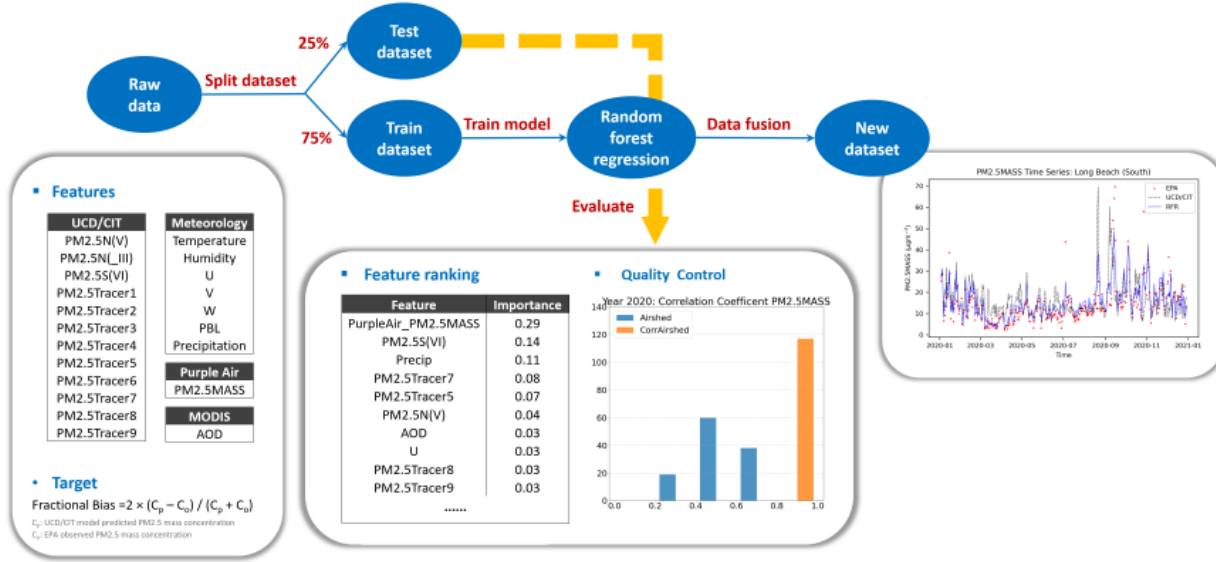 Test
dataset
25%
Raw
data
Split dataset
75%
Train
dataset
Train model
Random
forest
regression
Data fusion
New
dataset
Evaluate
Features
UCD/CIT
PM2.5N(V)
PM2.5N(_III)
PM2.5S(VI)
PM2.5Tracer1
PM2.5Tracer2
PM2.5Tracer3
PM2.5Tracer4
PM2.5Tracer5
PM2.5Tracer6
PM2.5Tracer7
PM2.5Tracer8
PM2.5Tracer9
Meteorology
Temperature
Humidity
U
V
W
PBL
Precipitation
Purple Air
PM2.5MASS
MODIS
AOD
Target
Fractional Bias =2 × (Cp – Co) / (Cp + Co)
Cp: UCD/CIT model predicted PM2.5 mass concentration
Co: EPA observed PM2.5 mass concentration
Feature ranking
Feature Importance
PurpleAir_PM2.5MASS 0.29
PM2.5S(VI) 0.14
Precip 0.11
PM2.5Tracer7 0.08
PM2.5Tracer5 0.07
PM2.5N(V) 0.04
AOD 0.03
U 0.03
PM2.5Tracer8 0.03
PM2.5Tracer9 0.03
......
Quality Control
Year 2020: Correlation Coefficent PM2.5MASS
Airshed
CorrAirshed
140
120
100
80
60
40
20
0
0.0 0.2 0.4 0.6 0.8 1.0
PM2.5MASS Time Series: Long Beach (South)
EPA
UCD/CIT
RFR
PM2.5MASS (μgm⁻³)
70
60
50
40
30
20
10
0
2020-01 2020-03 2020-05 2020-07 2020-09 2020-11 2021-01
Time